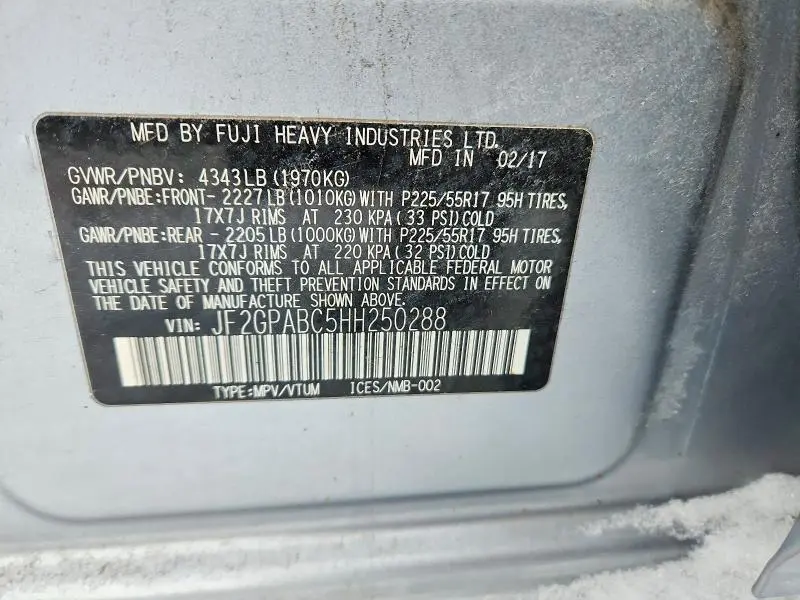 MFD BY FUJI HEAVY INDUSTRIES LTD.
MFD IN 02/17
GVWR/PNBV: 4343LB(1970KG)
GAWR/PNBE:FRONT- 2227LB(1010KG)WITH P225/55R17 95H TIRES,
17X7J RIMS AT 230 KPA(33 PSI)COLD
GAWR/PNBE:REAR - 2205LB(1000KG)WITH P225/55R17 95H TIRES,
17X7J RIMS AT 220 KPA(32 PSI)COLD
THIS VEHICLE CONFORMS TO ALL APPLICABLE FEDERAL MOTOR
VEHICLE SAFETY AND THEFT PREVENTION STANDARDS IN EFFECT ON
THE DATE OF MANUFACTURE SHOWN ABOVE.
VIN: JF2GPABC5HH250288
TYPE:MPV/VTUM ICES/NMB-002